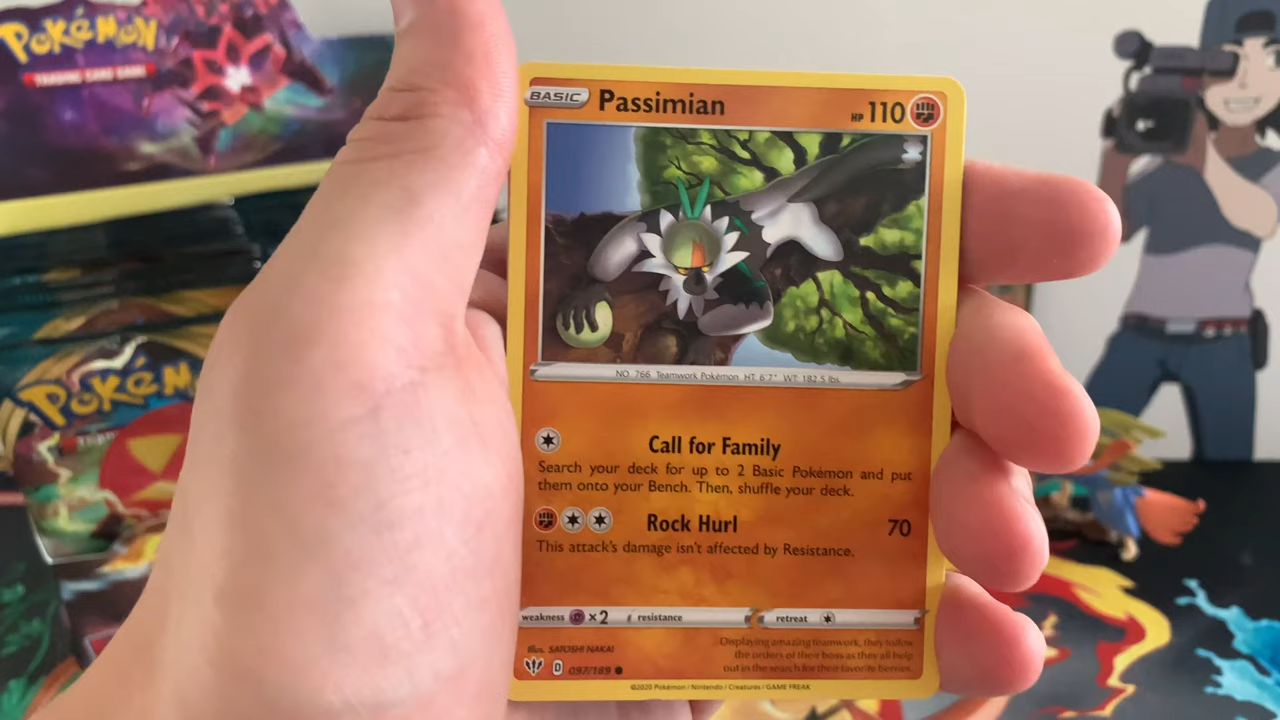 Pokémon
TRADING CARD GAME
Pokém
BASIC Passimian HP 110
NO. 766 Teamwork Pokémon HT: 6'7" WT: 182.5 lbs.
Call for Family
Search your deck for up to 2 Basic Pokémon and put
them onto your Bench. Then, shuffle your deck.
Rock Hurl 70
This attack's damage isn't affected by Resistance.
weakness ×2 resistance retreat
Illus. SATOSHI NAKAI
D 097/189
Displaying amazing teamwork, they follow
the orders of their boss as they all help
out in the search for their favorite berries.
©2020 Pokémon / Nintendo / Creatures / GAME FREAK